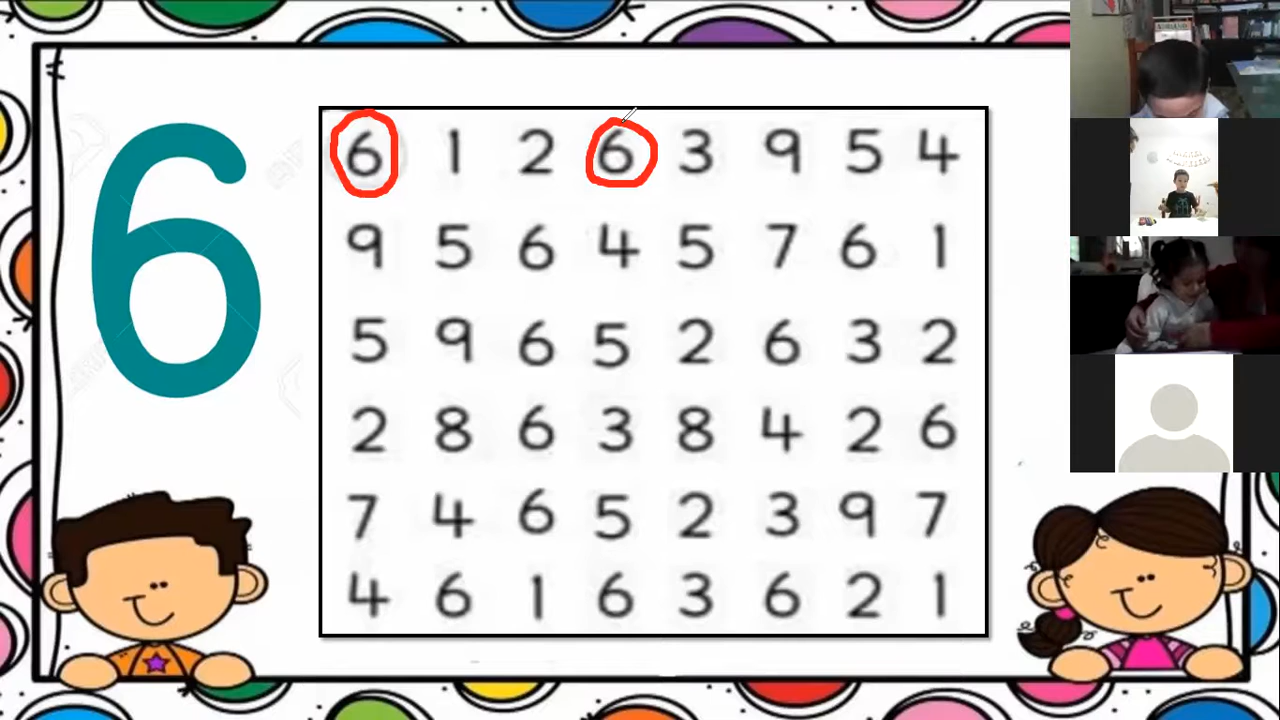 6
6 1 2 6 3 9 5 4
9 5 6 4 5 7 6 1
5 9 6 5 2 6 3 2
2 8 6 3 8 4 2 6
7 4 6 5 2 3 9 7
4 6 1 6 3 6 2 1